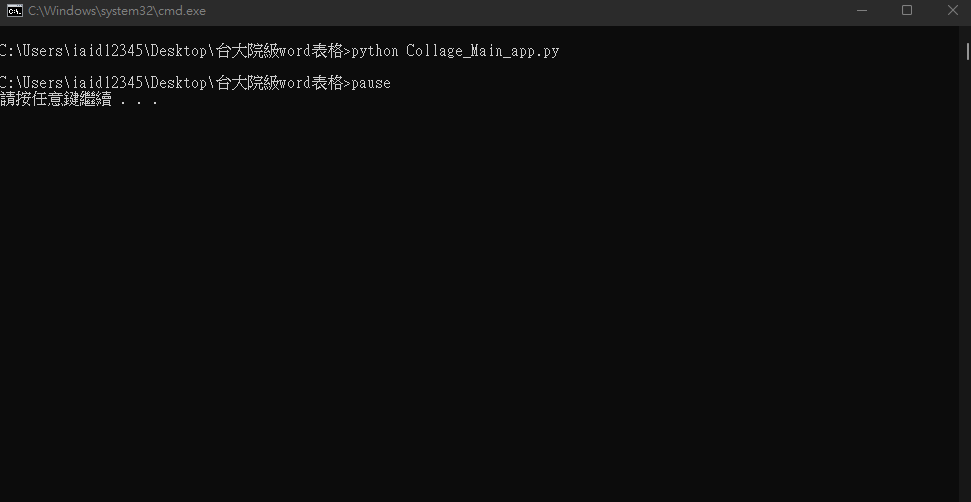 C:\Windows\system32\cmd.exe
C:\Users\iaid12345\Desktop\台大院級word表格>python Collage_Main_app.py
C:\Users\iaid12345\Desktop\台大院級word表格>pause
請按任意鍵繼續 . . .